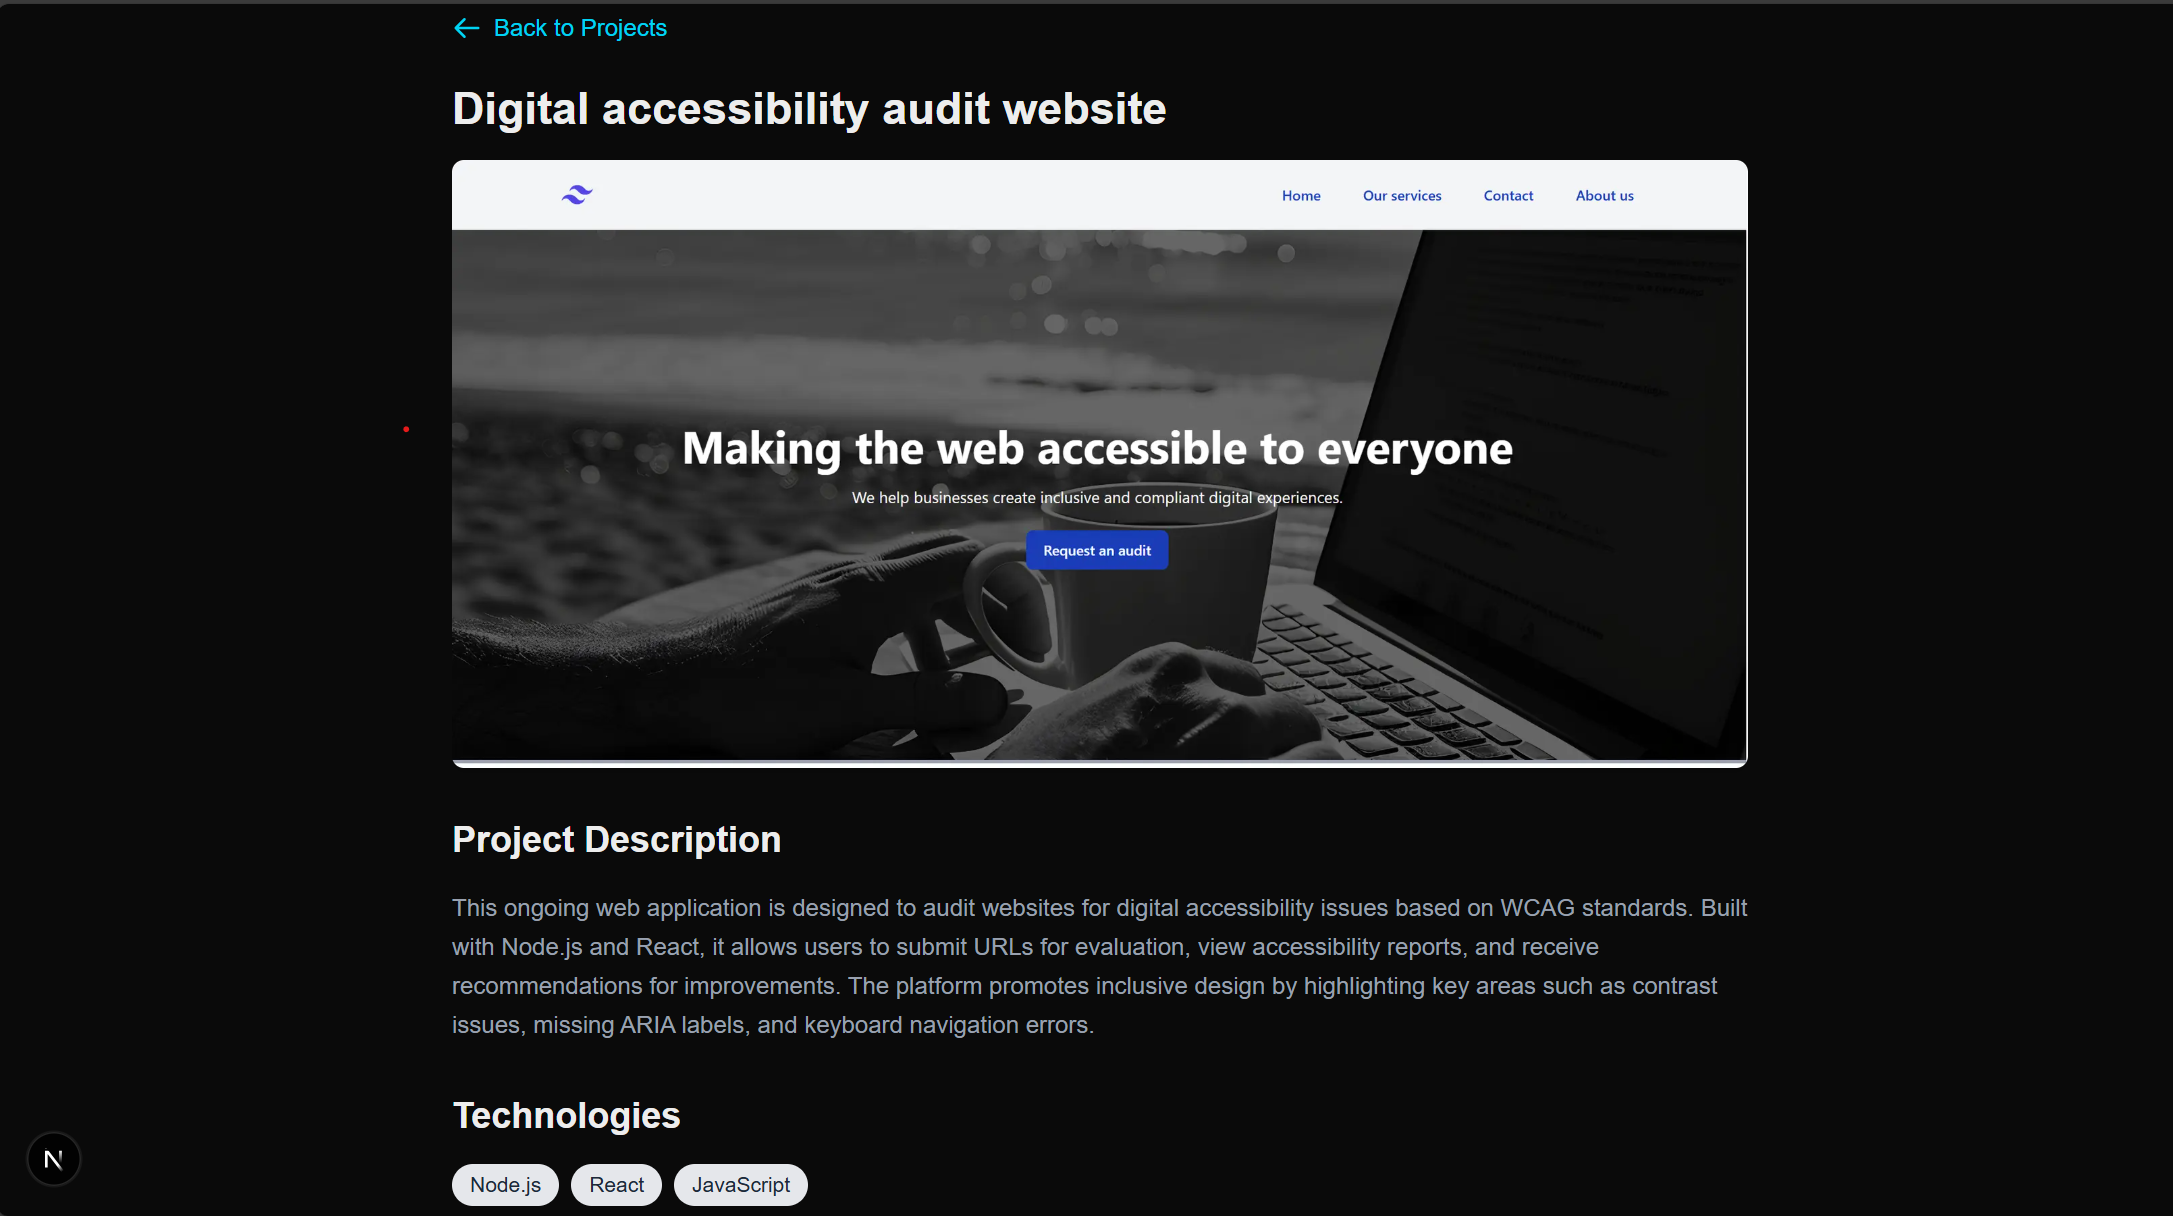 Back to Projects
Digital accessibility audit website
Home Our services Contact About us
Making the web accessible to everyone
We help businesses create inclusive and compliant digital experiences.
Request an audit
Project Description
This ongoing web application is designed to audit websites for digital accessibility issues based on WCAG standards. Built
with Node.js and React, it allows users to submit URLs for evaluation, view accessibility reports, and receive
recommendations for improvements. The platform promotes inclusive design by highlighting key areas such as contrast
issues, missing ARIA labels, and keyboard navigation errors.
Technologies
N
Node.js React JavaScript